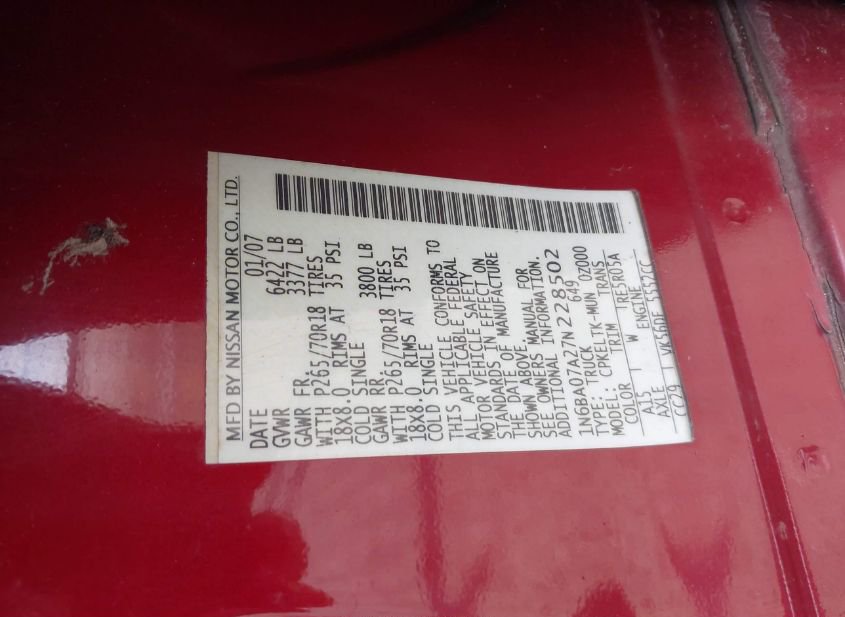 MFD BY NISSAN MOTOR CO., LTD.
DATE 01/07
GVWR 6422 LB
GAWR FR. 3377 LB
WITH P265/70R18 TIRES
18X8.0 RIMS AT 35 PSI
COLD SINGLE
GAWR RR. 3800 LB
WITH P265/70R18 TIRES
18X8.0 RIMS AT 35 PSI
COLD SINGLE
THIS VEHICLE CONFORMS TO
ALL APPLICABLE FEDERAL
MOTOR VEHICLE SAFETY
STANDARDS IN EFFECT ON
THE DATE OF MANUFACTURE
SHOWN ABOVE.
SEE OWNERS MANUAL FOR
ADDITIONAL INFORMATION.
1N6BA07A27N228502
TYPE: TRUCK 649
MODEL: CPKELTK-MUN 0Z000
COLOR TRIM TRANS
A15 W RE5R05A
AXLE ENGINE
CC29 VK56DE 5552CC